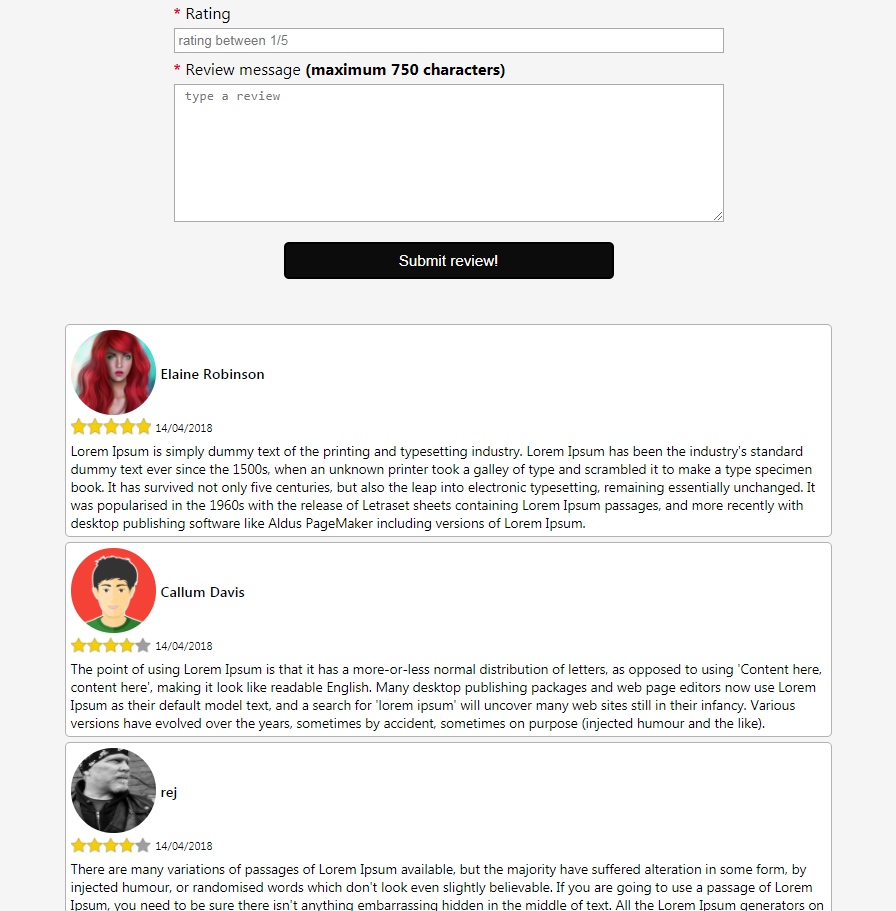 * Rating
rating between 1/5
* Review message (maximum 750 characters)
type a review
Submit review!
Elaine Robinson
14/04/2018
Lorem Ipsum is simply dummy text of the printing and typesetting industry. Lorem Ipsum has been the industry's standard
dummy text ever since the 1500s, when an unknown printer took a galley of type and scrambled it to make a type specimen
book. It has survived not only five centuries, but also the leap into electronic typesetting, remaining essentially unchanged. It
was popularised in the 1960s with the release of Letraset sheets containing Lorem Ipsum passages, and more recently with
desktop publishing software like Aldus PageMaker including versions of Lorem Ipsum.
Callum Davis
14/04/2018
The point of using Lorem Ipsum is that it has a more-or-less normal distribution of letters, as opposed to using 'Content here,
content here', making it look like readable English. Many desktop publishing packages and web page editors now use Lorem
Ipsum as their default model text, and a search for 'lorem ipsum' will uncover many web sites still in their infancy. Various
versions have evolved over the years, sometimes by accident, sometimes on purpose (injected humour and the like).
rej
14/04/2018
There are many variations of passages of Lorem Ipsum available, but the majority have suffered alteration in some form, by
injected humour, or randomised words which don't look even slightly believable. If you are going to use a passage of Lorem
Ipsum, you need to be sure there isn't anything embarrassing hidden in the middle of text. All the Lorem Ipsum generators on